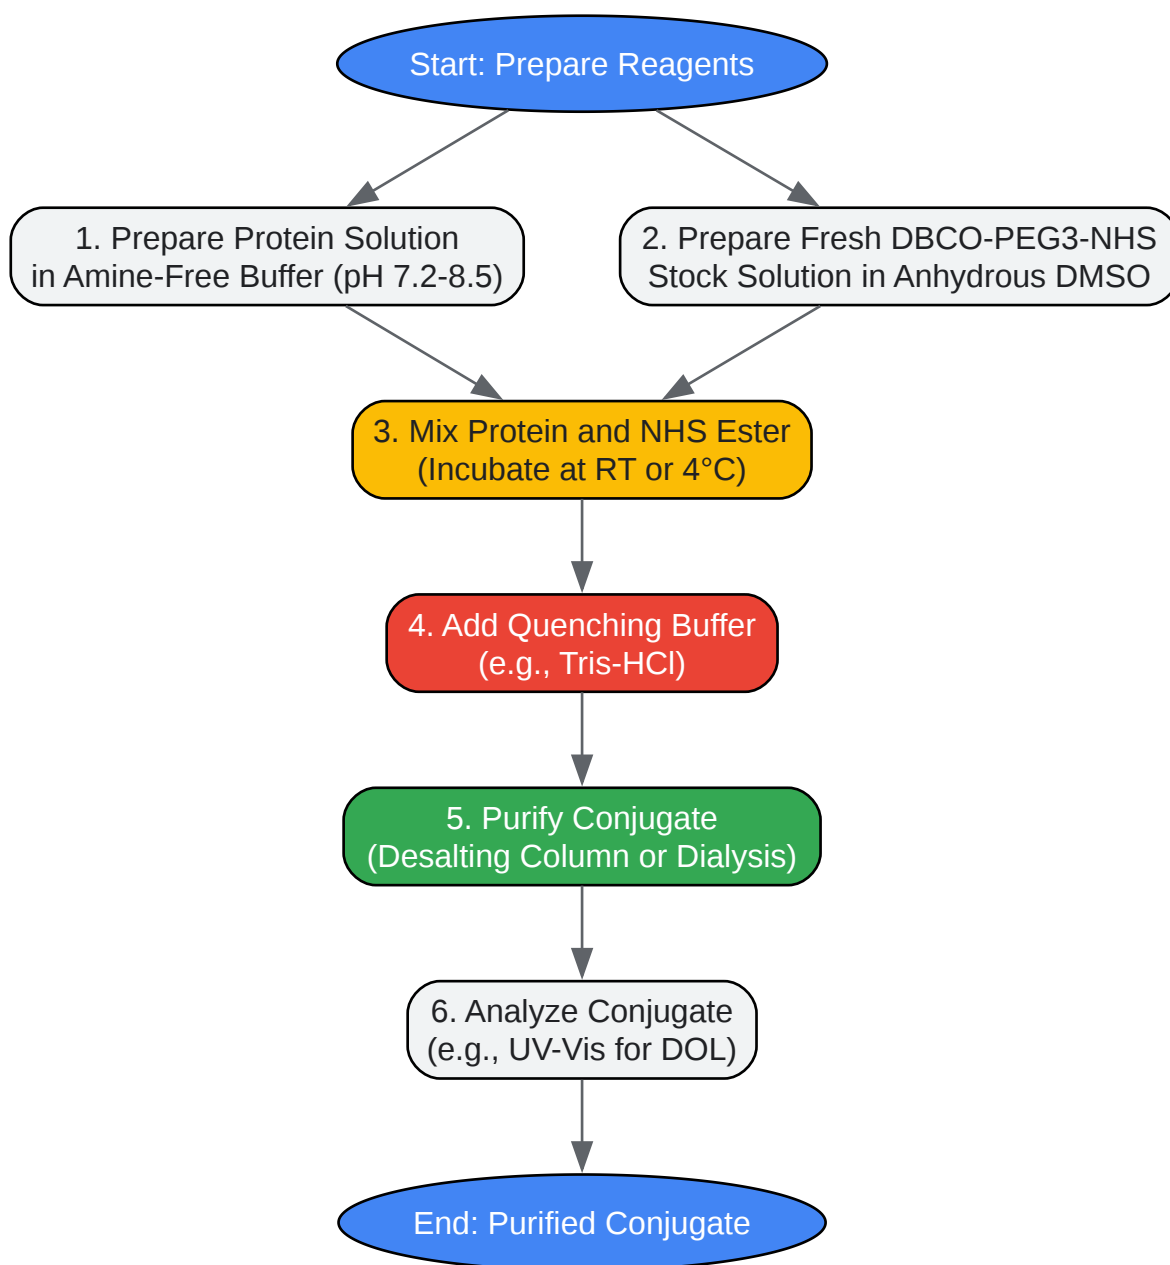 Start: Prepare Reagents
1. Prepare Protein Solution
in Amine-Free Buffer (pH 7.2-8.5)
2. Prepare Fresh DBCO-PEG3-NHS
Stock Solution in Anhydrous DMSO
3. Mix Protein and NHS Ester
(Incubate at RT or 4°C)
4. Add Quenching Buffer
(e.g., Tris-HCl)
5. Purify Conjugate
(Desalting Column or Dialysis)
6. Analyze Conjugate
(e.g., UV-Vis for DOL)
End: Purified Conjugate